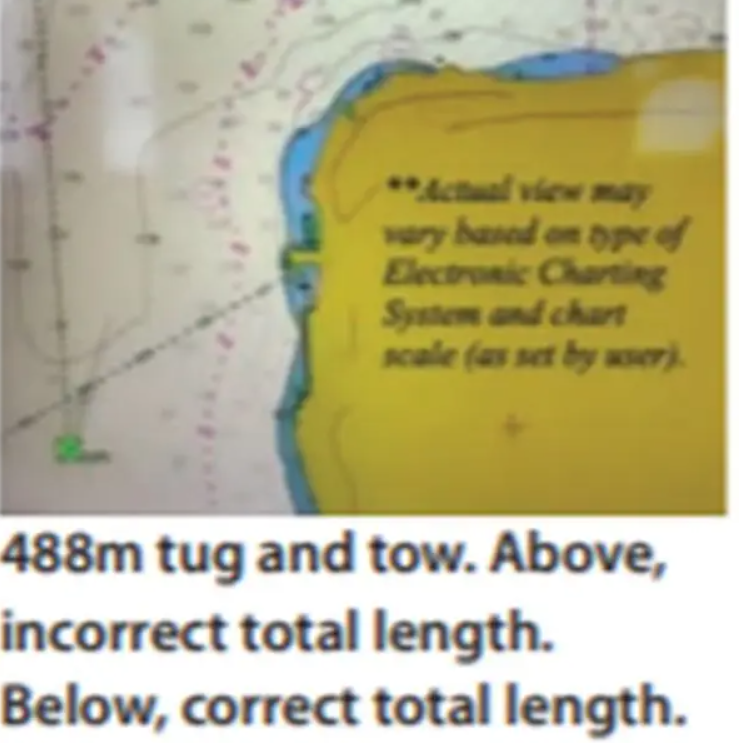 **Actual view may
vary based on type of
Electronic Charting
System and chart
scale (as set by user).
488m tug and tow. Above,
incorrect total length.
Below, correct total length.